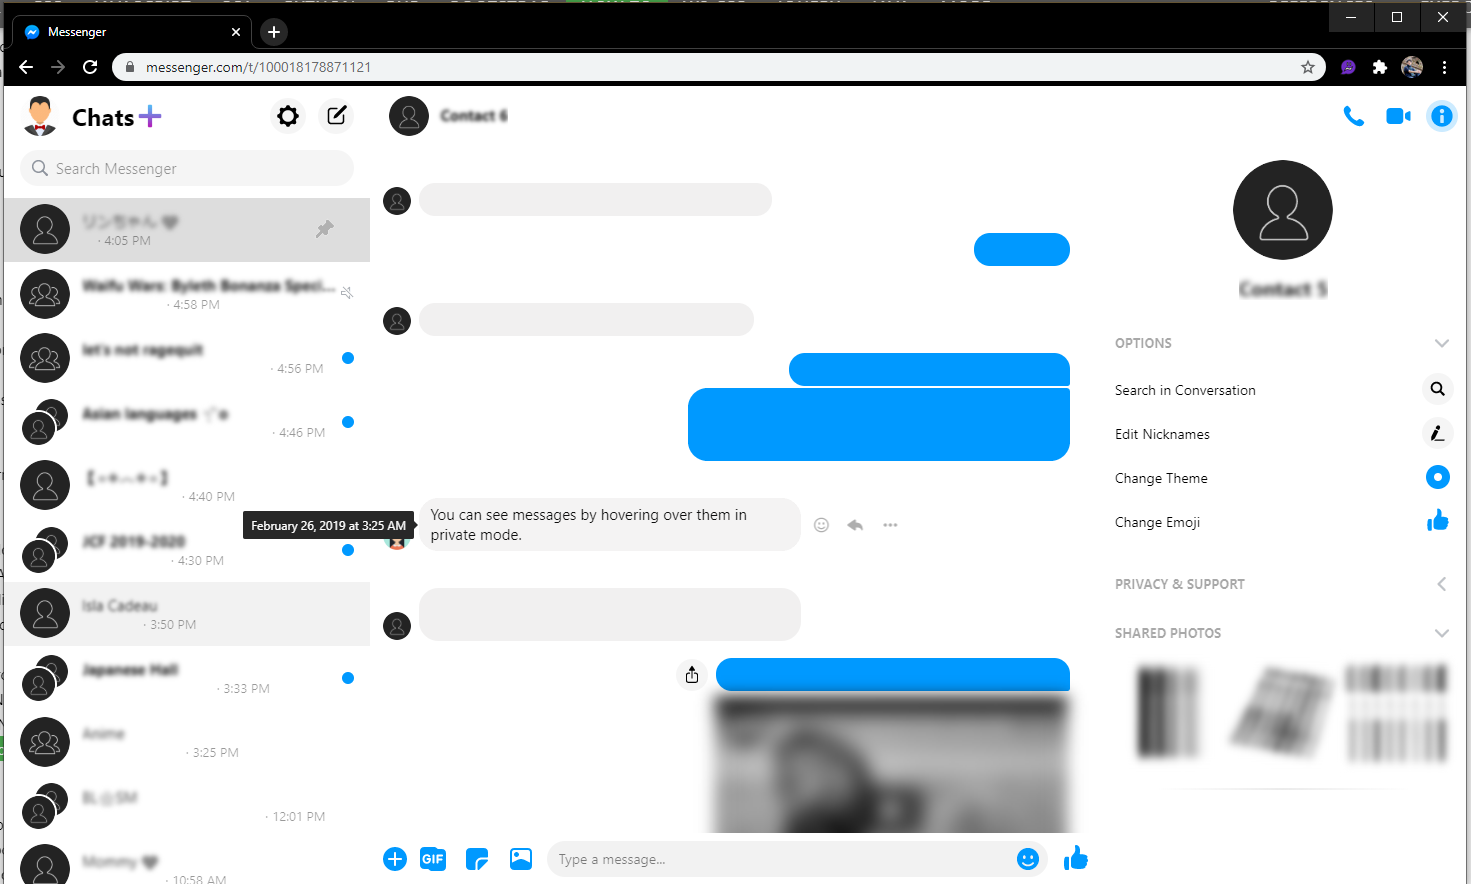 Messenger
messenger.com/t/100018178871121
Chats
Contact 6
Search Messenger
リンちゃん
· 4:05 PM
Waifu Wars: Byleth Bonanza Speci...
· 4:58 PM
let's not ragequit
· 4:56 PM
Asian languages
· 4:46 PM
· 4:40 PM
JCF 2019-2020
· 4:30 PM
Isla Cadeau
· 3:50 PM
Japanese Hall
· 3:33 PM
Anime
· 3:25 PM
· 12:01 PM
Mommy
· 10:58 AM
February 26, 2019 at 3:25 AM
You can see messages by hovering over them in
private mode.
GIF
Type a message...
Contact 5
OPTIONS
Search in Conversation
Edit Nicknames
Change Theme
Change Emoji
PRIVACY & SUPPORT
SHARED PHOTOS